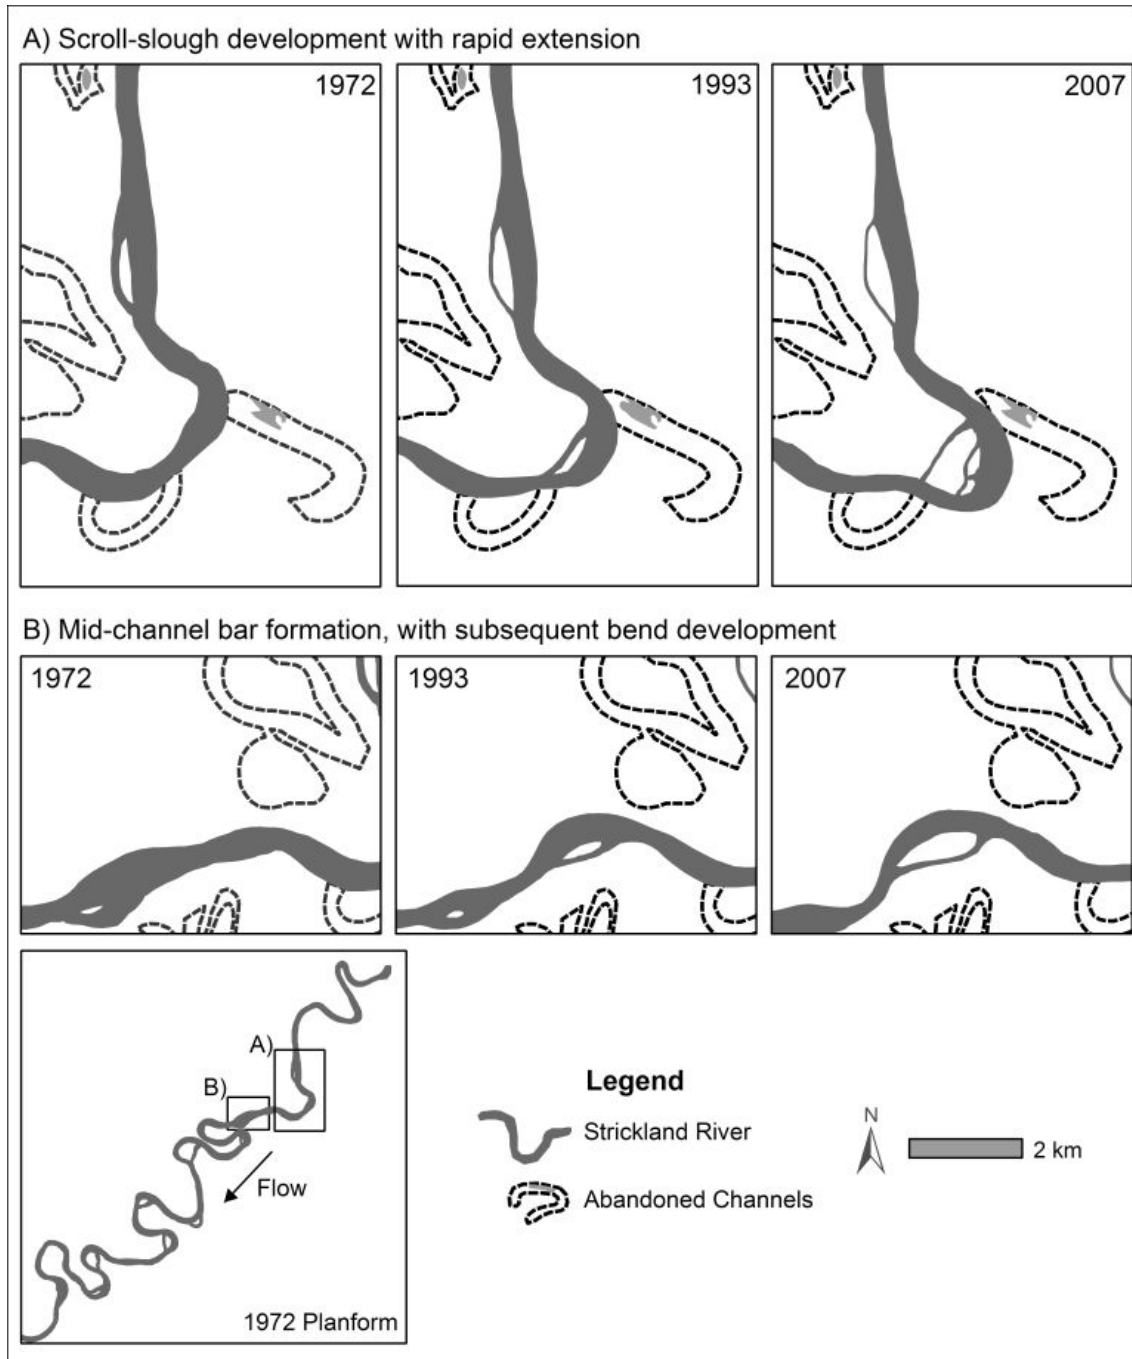 A) Scroll-slough development with rapid extension
1972
1993
2007
B) Mid-channel bar formation, with subsequent bend development
1972
1993
2007
A)
B)
Flow
1972 Planform
Legend
Strickland River
Abandoned Channels
N
2 km